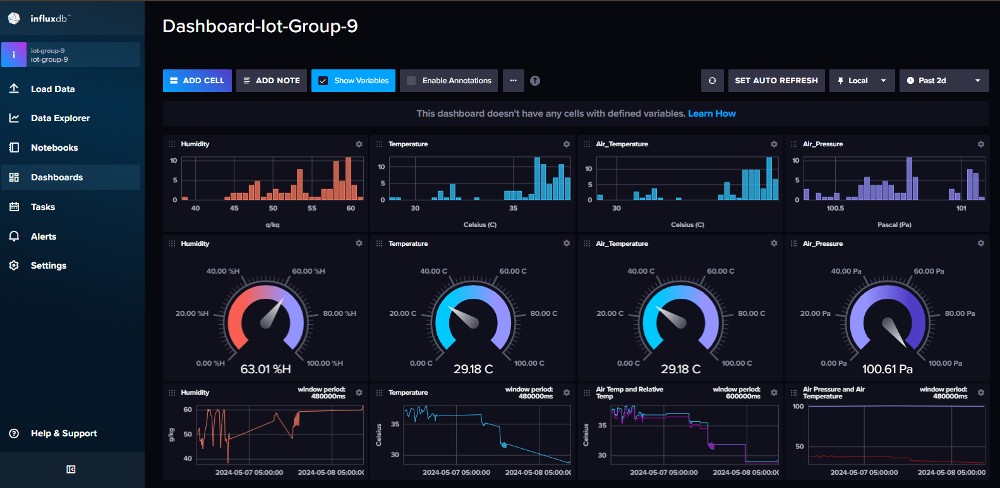 influxdb™
iot-group-9
iot-group-9
i
Load Data
Data Explorer
Notebooks
Dashboards
Tasks
Alerts
Settings
Help & Support
Dashboard-Iot-Group-9
ADD CELL
ADD NOTE
Show Variables
Enable Annotations
...
?
SET AUTO REFRESH
Local
Past 2d
This dashboard doesn't have any cells with defined variables. Learn How
Humidity
10
5
0
40 45 50 55 60
g/kg
Temperature
10
5
0
30 35
Celsius (C)
Air_Temperature
10
5
0
30
Celsius (C)
Air_Pressure
10
5
0
100.5 101
Pascal (Pa)
Humidity
40.00 %H 60.00 %H
20.00 %H 80.00 %H
0.00 %H 100.00 %H
63.01 %H
Temperature
40.00 C 60.00 C
20.00 C 80.00 C
0.00 C 100.00 C
29.18 C
Air_Temperature
40.00 C 60.00 C
20.00 C 80.00 C
0.00 C 100.00 C
29.18 C
Air_Pressure
40.00 Pa 60.00 Pa
20.00 Pa 80.00 Pa
0.00 Pa 100.00 Pa
100.61 Pa
Humidity
window period:
480000ms
60
50
40
g/kg
2024-05-07 05:00:00 2024-05-08 05:00:00
Temperature
window period:
480000ms
35
30
Celsius
2024-05-07 05:00:00 2024-05-08 05:00:00
Air Temp and Relative
Temp
window period:
600000ms
35
30
Celsius
2024-05-07 05:00:00 2024-05-08 05:00:00
Air Pressure and Air
Temperature
window period:
480000ms
100
50
2024-05-07 05:00:00 2024-05-08 05:00:00